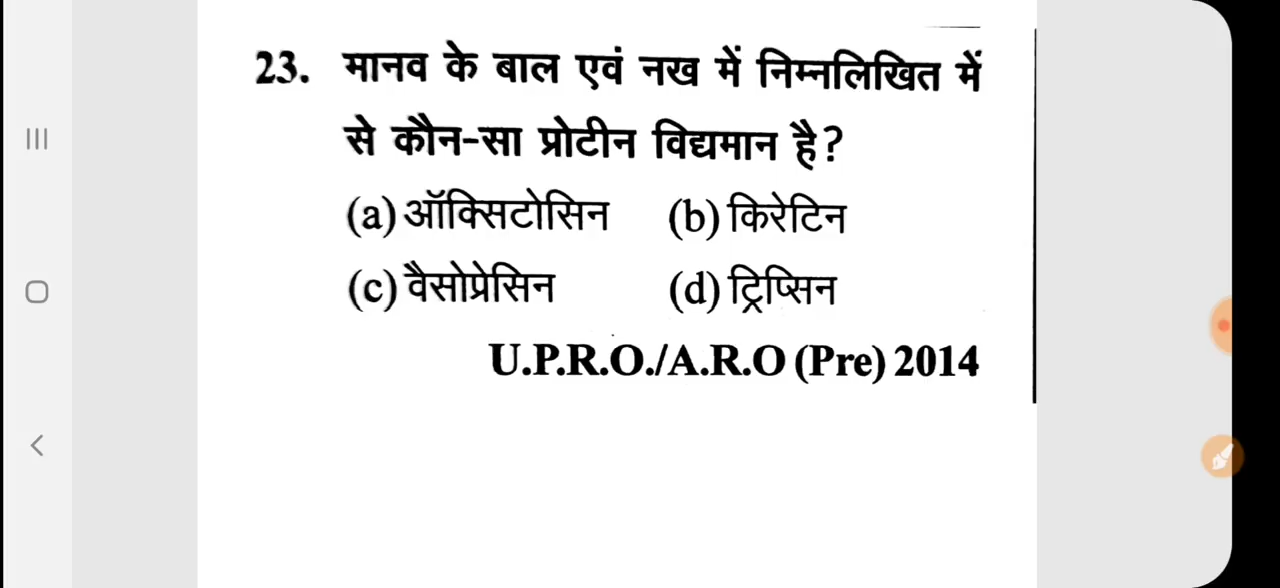 23. मानव के बाल एवं नख में निम्नलिखित में
से कौन-सा प्रोटीन विद्यमान है?
(a) ऑक्सिटोसिन (b) किरेटिन
(c) वैसोप्रेसिन (d) ट्रिप्सिन
U.P.R.O./A.R.O (Pre) 2014